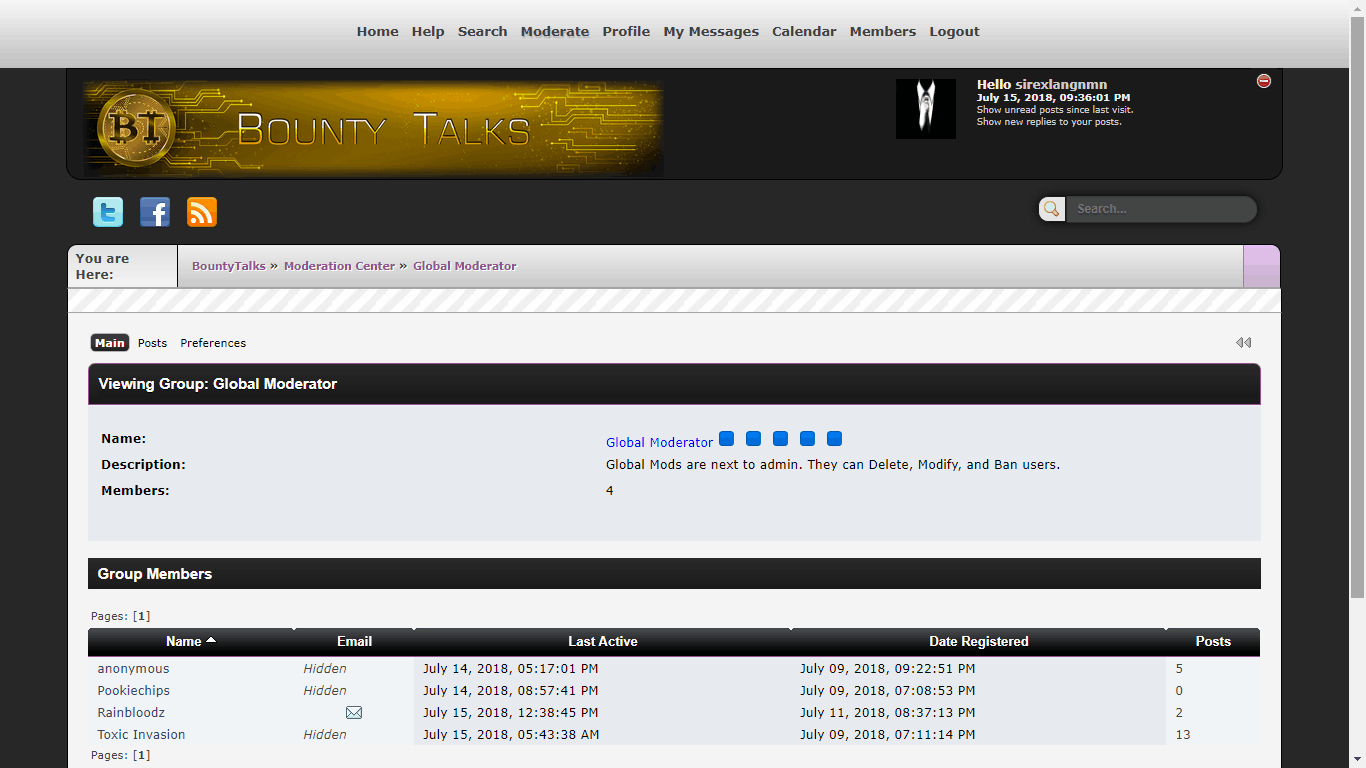 Home Help Search Moderate Profile My Messages Calendar Members Logout
BT BOUNTY TALKS
Hello sirexlangnmn
July 15, 2018, 09:36:01 PM
Show unread posts since last visit.
Show new replies to your posts.
Search...
You are
Here:
BountyTalks » Moderation Center » Global Moderator
Main Posts Preferences
Viewing Group: Global Moderator
Name: Global Moderator
Description: Global Mods are next to admin. They can Delete, Modify, and Ban users.
Members: 4
Group Members
Pages: [1]
Name Email Last Active Date Registered Posts
anonymous Hidden July 14, 2018, 05:17:01 PM July 09, 2018, 09:22:51 PM 5
Pookiechips Hidden July 14, 2018, 08:57:41 PM July 09, 2018, 07:08:53 PM 0
Rainbloodz July 15, 2018, 12:38:45 PM July 11, 2018, 08:37:13 PM 2
Toxic Invasion Hidden July 15, 2018, 05:43:38 AM July 09, 2018, 07:11:14 PM 13
Pages: [1]